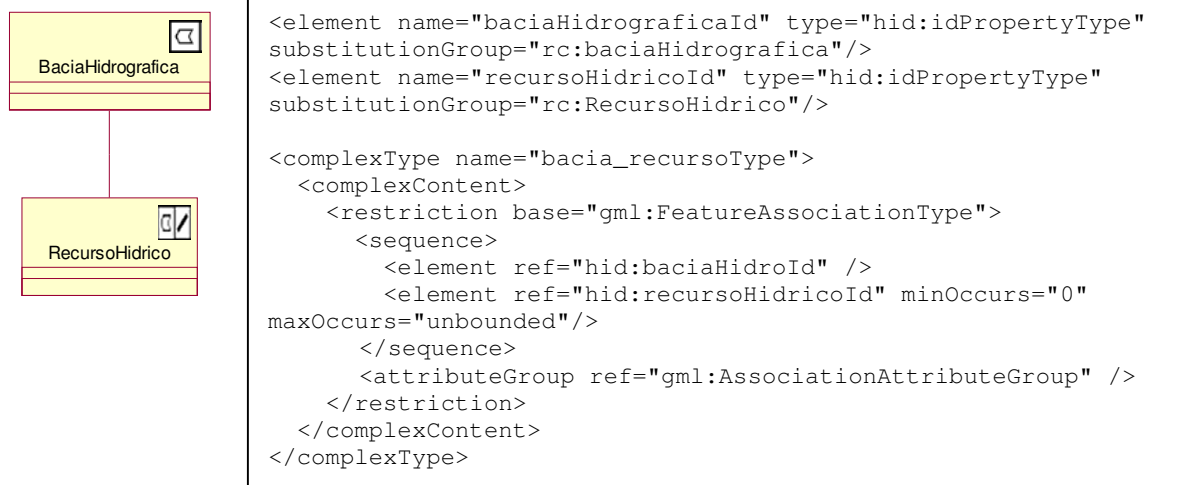 BaciaHidrografica
RecursoHidrico
<element name="baciaHidrograficaId" type="hid:idPropertyType"
substitutionGroup="rc:baciaHidrografica"/>
<element name="recursoHidricoId" type="hid:idPropertyType"
substitutionGroup="rc:RecursoHidrico"/>
<complexType name="bacia_recursoType">
<complexContent>
<restriction base="gml:FeatureAssociationType">
<sequence>
<element ref="hid:baciaHidroId" />
<element ref="hid:recursoHidricoId" minOccurs="0"
maxOccurs="unbounded"/>
</sequence>
<attributeGroup ref="gml:AssociationAttributeGroup" />
</restriction>
</complexContent>
</complexType>